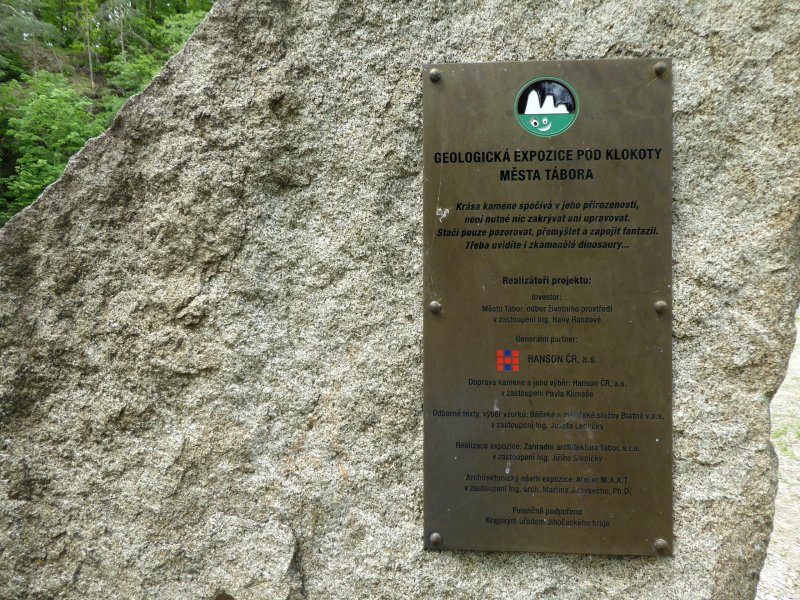 GEOLOGICKÁ EXPOZICE POD KLOKOTY
MĚSTA TÁBORA
Krása kamene spočívá v jeho přirozenosti,
není nutné nic zakrývat ani upravovat.
Stačí pouze pozorovat, přemýšlet a zapojit fantazii.
Třeba uvidíte i zkamenělé dinosaury...
Realizátoři projektu:
Investor:
Město Tábor, odbor životního prostředí
v zastoupení Ing. Hany Randové
Generální partner:
HANSON ČR, a.s.
Doprava kamene a jeho výběr: Hanson ČR, a.s.
v zastoupení Pavla Klimeše
Odborné texty, výběr vzorků: Báňské a měřičské služby Blatná v.o.s.
v zastoupení Ing. Josefa
Realizace expozice: Zahradní architektura Tábor, s.r.o.
v zastoupení Ing. Jiřího Slepičky
Architektonický návrh expozice: Atelier M.A.A.T.
v zastoupení Ing. arch. Martina Jirovského, Ph.D.
Finančně podpořeno
Krajským úřadem Jihočeského kraje